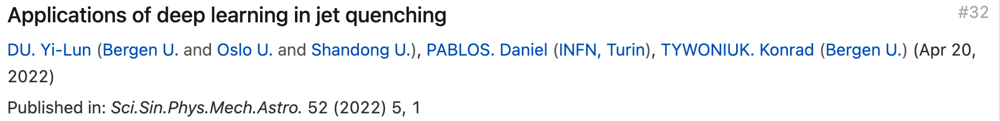 Applications of deep learning in jet quenching #32
DU. Yi-Lun (Bergen U. and Oslo U. and Shandong U.), PABLOS. Daniel (INFN, Turin), TYWONIUK. Konrad (Bergen U.) (Apr 20,
2022)
Published in: Sci.Sin.Phys.Mech.Astro. 52 (2022) 5, 1